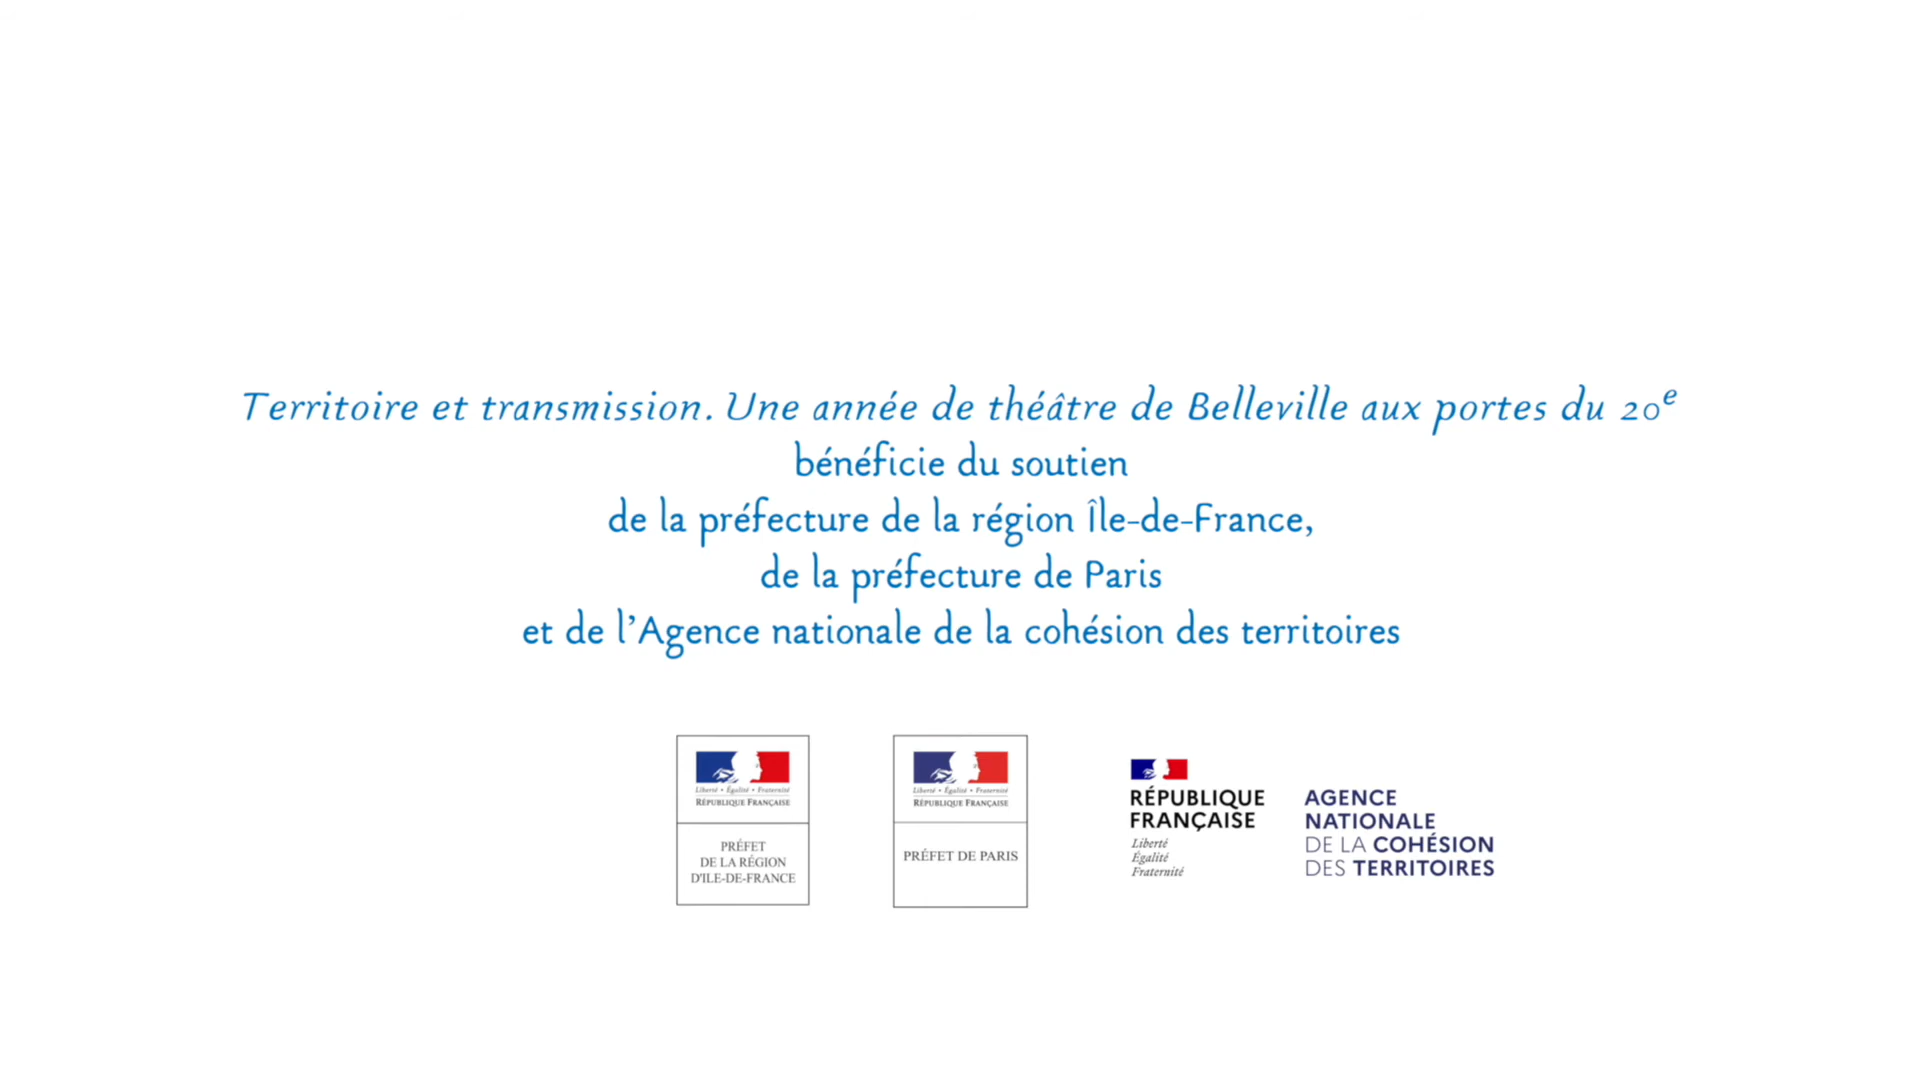 Territoire et transmission. Une année de théâtre de Belleville aux portes du 20e
bénéficie du soutien
de la préfecture de la région Île-de-France,
de la préfecture de Paris
et de l’Agence nationale de la cohésion des territoires
Liberté • Égalité • Fraternité
RÉPUBLIQUE FRANÇAISE
PRÉFET
DE LA RÉGION
D'ILE-DE-FRANCE
Liberté • Égalité • Fraternité
RÉPUBLIQUE FRANÇAISE
PRÉFET DE PARIS
RÉPUBLIQUE
FRANÇAISE
Liberté
Égalité
Fraternité
AGENCE
NATIONALE
DE LA COHÉSION
DES TERRITOIRES